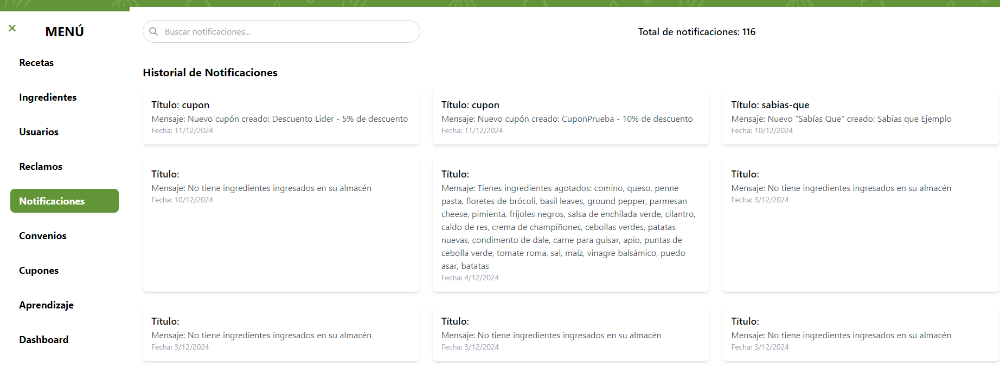 MENÚ
Recetas
Ingredientes
Usuarios
Reclamos
Notificaciones
Convenios
Cupones
Aprendizaje
Dashboard
Buscar notificaciones...
Total de notificaciones: 116
Historial de Notificaciones
Título: cupon
Mensaje: Nuevo cupón creado: Descuento Lider - 5% de descuento
Fecha: 11/12/2024
Título: cupon
Mensaje: Nuevo cupón creado: CuponPrueba - 10% de descuento
Fecha: 11/12/2024
Título: sabias-que
Mensaje: Nuevo "Sabías Que" creado: Sabias que Ejemplo
Fecha: 10/12/2024
Título:
Mensaje: No tiene ingredientes ingresados en su almacén
Fecha: 10/12/2024
Título:
Mensaje: Tienes ingredientes agotados: comino, queso, penne
pasta, floretes de brócoli, basil leaves, ground pepper, parmesan
cheese, pimienta, frijoles negros, salsa de enchilada verde, cilantro,
caldo de res, crema de champiñones, cebollas verdes, patatas
nuevas, condimento de dale, carne para guisar, apio, puntas de
cebolla verde, tomate roma, sal, maíz, vinagre balsámico, puedo
asar, batatas
Fecha: 4/12/2024
Título:
Mensaje: No tiene ingredientes ingresados en su almacén
Fecha: 3/12/2024
Título:
Mensaje: No tiene ingredientes ingresados en su almacén
Fecha: 3/12/2024
Título:
Mensaje: No tiene ingredientes ingresados en su almacén
Fecha: 3/12/2024
Título:
Mensaje: No tiene ingredientes ingresados en su almacén
Fecha: 3/12/2024